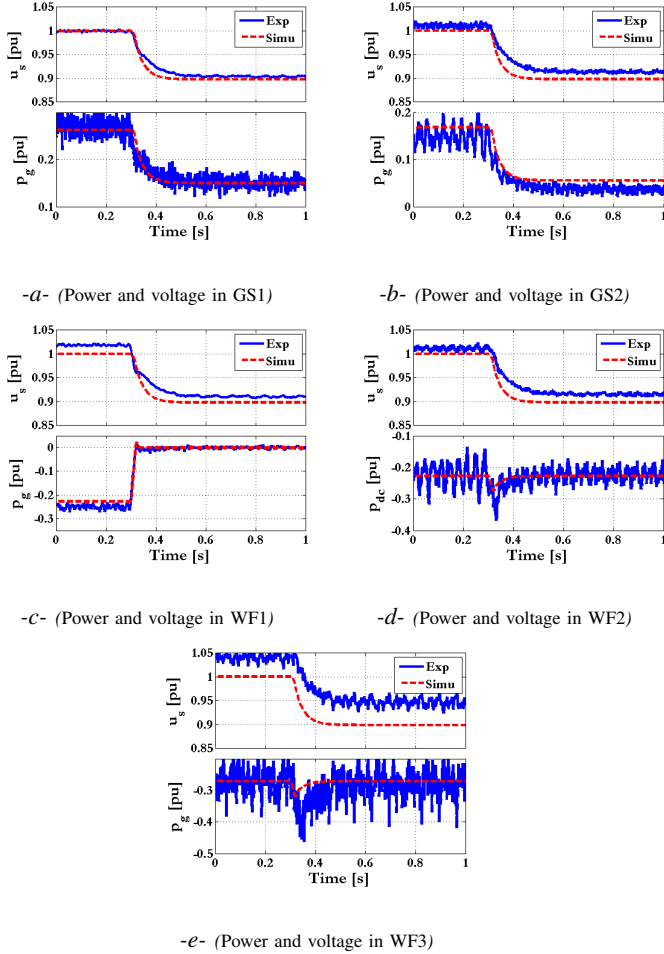 1.05
1
0.95
0.9
0.85
u_s [pu]
Exp
Simu
0.2
0.1
p_g [pu]
0 0.2 0.4 0.6 0.8 1
Time [s]
-a- (Power and voltage in GS1)
1.05
1
0.95
0.9
0.85
u_s [pu]
Exp
Simu
0.2
0.1
0
p_g [pu]
0 0.2 0.4 0.6 0.8 1
Time [s]
-b- (Power and voltage in GS2)
1.05
1
0.95
0.9
0.85
u_s [pu]
Exp
Simu
0
-0.1
-0.2
-0.3
p_g [pu]
0 0.2 0.4 0.6 0.8 1
Time [s]
-c- (Power and voltage in WF1)
1.05
1
0.95
0.9
0.85
u_s [pu]
Exp
Simu
-0.1
-0.2
-0.3
-0.4
p_dc [pu]
0 0.2 0.4 0.6 0.8 1
Time [s]
-d- (Power and voltage in WF2)
1.05
1
0.95
0.9
0.85
u_s [pu]
Exp
Simu
-0.3
-0.5
p_g [pu]
0 0.2 0.4 0.6 0.8 1
Time [s]
-e- (Power and voltage in WF3)